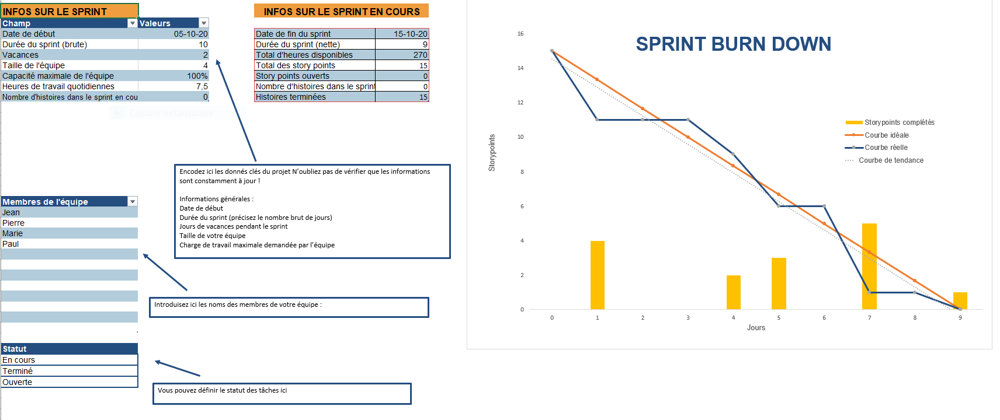 INFOS SUR LE SPRINT
Champ Valeurs
Date de début 05-10-20
Durée du sprint (brute) 10
Vacances 2
Taille de l'équipe 4
Capacité maximale de l'équipe 100%
Heures de travail quotidiennes 7,5
Nombre d'histoires dans le sprint en cou 0
Capture rectangulaire
INFOS SUR LE SPRINT EN COURS
Date de fin du sprint 15-10-20
Durée du sprint (nette) 9
Total d'heures disponibles 270
Total des story points 15
Story points ouverts 0
Nombre d'histoires dans le sprint 0
Histoires terminées 15
Encodez ici les donnés clés du projet N'oubliez pas de vérifier que les informations
sont constamment à jour !
Informations générales :
Date de début
Durée du sprint (précisez le nombre brut de jours)
Jours de vacances pendant le sprint
Taille de votre équipe
Charge de travail maximale demandée par l'équipe
Membres de l'équipe
Jean
Pierre
Marie
Paul
Introduisez ici les noms des membres de votre équipe :
Statut
En cours
Terminé
Ouverte
Vous pouvez définir le statut des tâches ici
SPRINT BURN DOWN
16
14
12
10
8
6
4
2
0
Storypoints
0 1 2 3 4 5 6 7 8 9
Jours
Storypoints complétés
Courbe idéale
Courbe réelle
Courbe de tendance